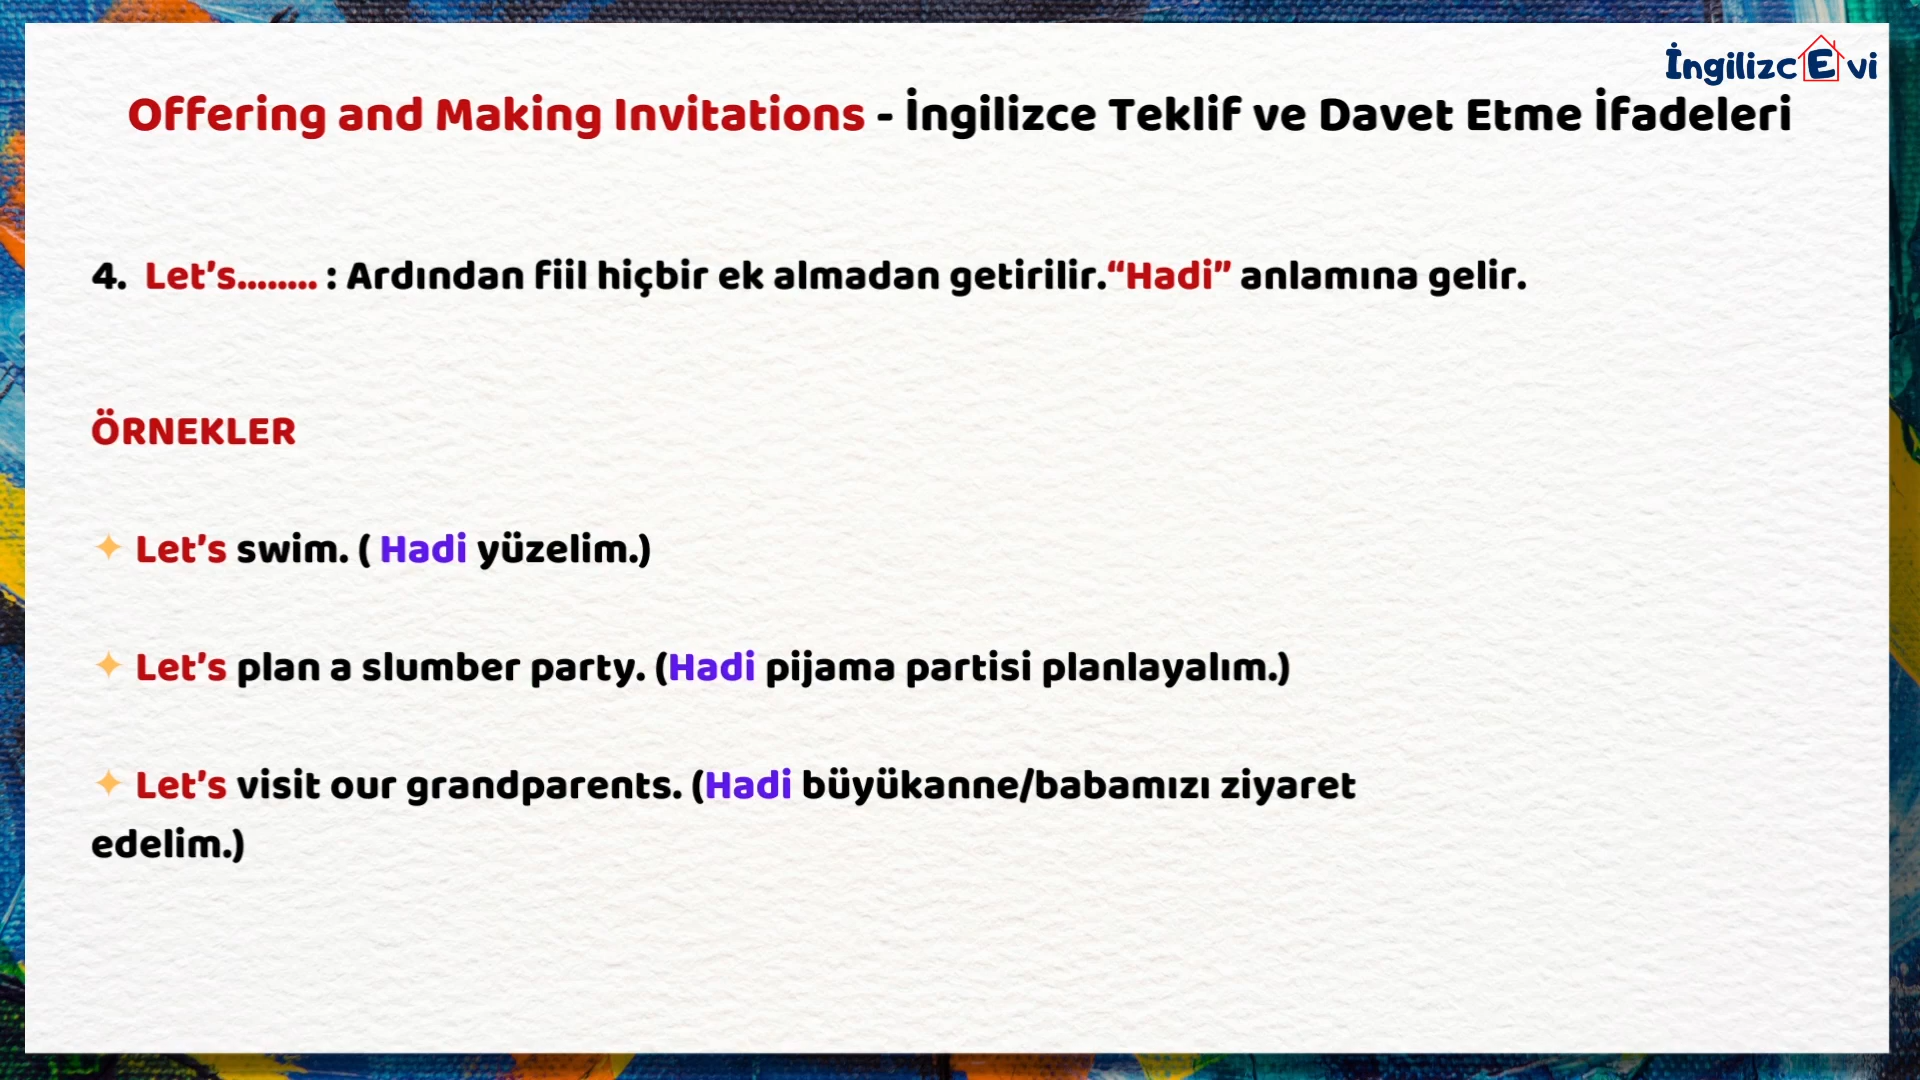 İngilizcEvi
Offering and Making Invitations - İngilizce Teklif ve Davet Etme İfadeleri
4. Let's........ : Ardından fiil hiçbir ek almadan getirilir.“Hadi” anlamına gelir.
ÖRNEKLER
✦ Let's swim. ( Hadi yüzelim.)
✦ Let's plan a slumber party. (Hadi pijama partisi planlayalım.)
✦ Let's visit our grandparents. (Hadi büyükanne/babamızı ziyaret
edelim.)